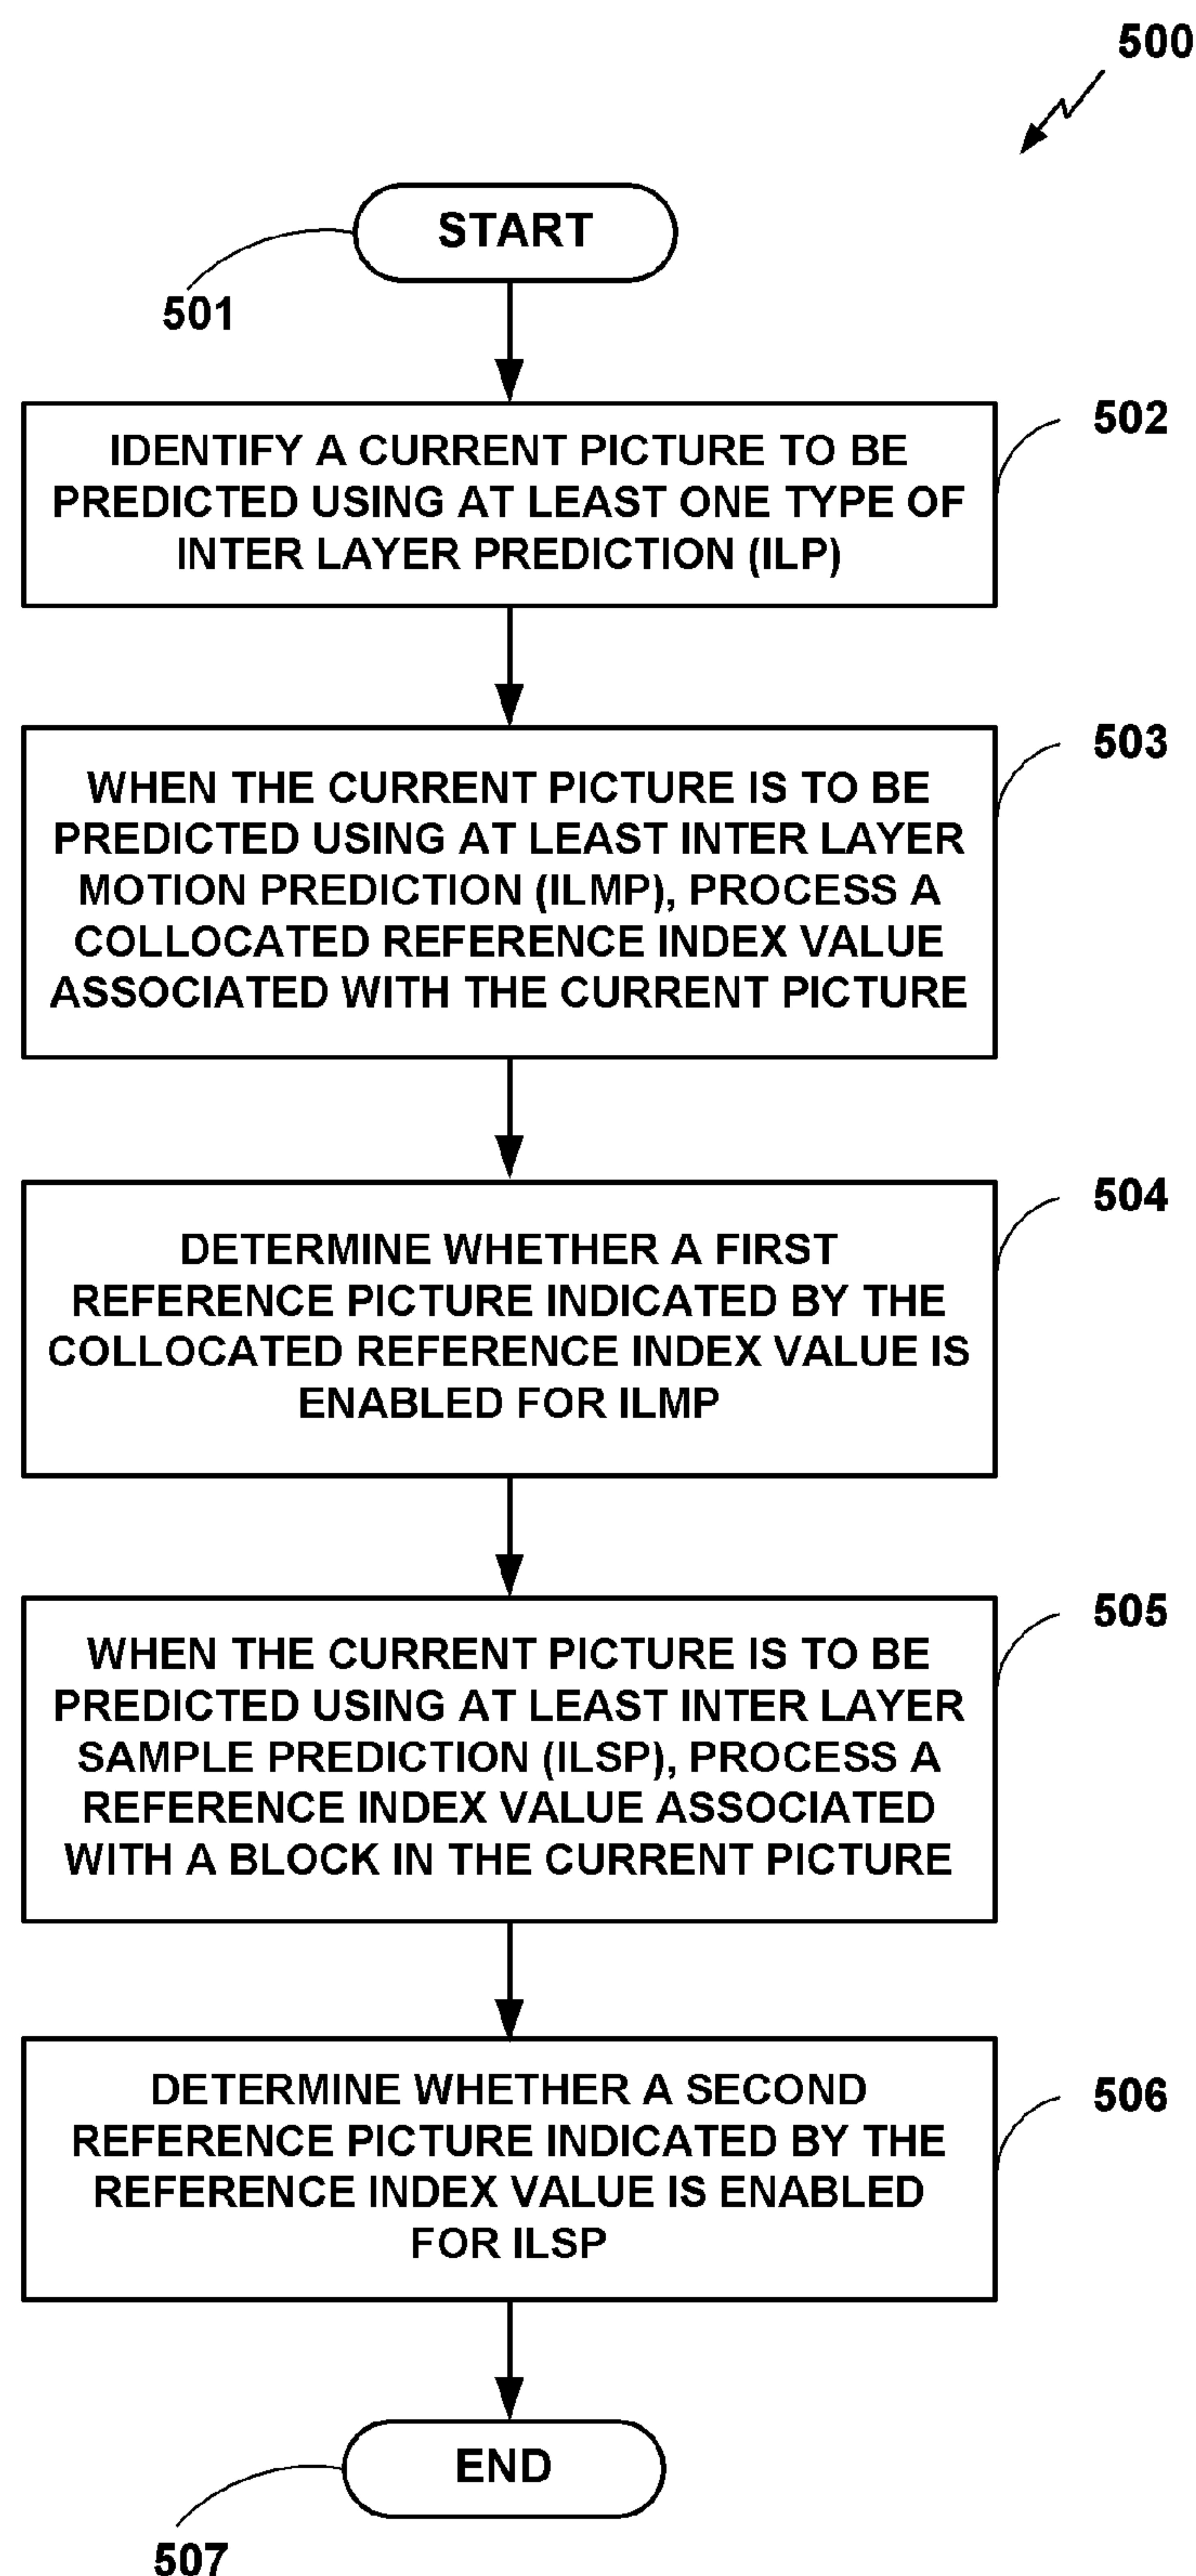 500
START
501
502
IDENTIFY A CURRENT PICTURE TO BE
PREDICTED USING AT LEAST ONE TYPE OF
INTER LAYER PREDICTION (ILP)
503
WHEN THE CURRENT PICTURE IS TO BE
PREDICTED USING AT LEAST INTER LAYER
MOTION PREDICTION (ILMP), PROCESS A
COLLOCATED REFERENCE INDEX VALUE
ASSOCIATED WITH THE CURRENT PICTURE
504
DETERMINE WHETHER A FIRST
REFERENCE PICTURE INDICATED BY THE
COLLOCATED REFERENCE INDEX VALUE IS
ENABLED FOR ILMP
505
WHEN THE CURRENT PICTURE IS TO BE
PREDICTED USING AT LEAST INTER LAYER
SAMPLE PREDICTION (ILSP), PROCESS A
REFERENCE INDEX VALUE ASSOCIATED
WITH A BLOCK IN THE CURRENT PICTURE
506
DETERMINE WHETHER A SECOND
REFERENCE PICTURE INDICATED BY THE
REFERENCE INDEX VALUE IS ENABLED
FOR ILSP
END
507